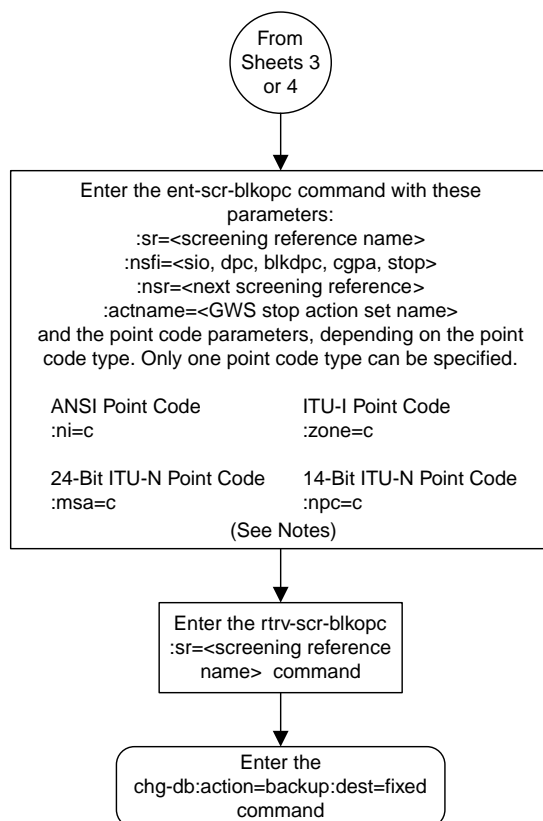 From
Sheets 3
or 4
Enter the ent-scr-blkopc command with these
parameters:
:sr=<screening reference name>
:nsfi=<sio, dpc, blkdpc, cgpa, stop>
:nsr=<next screening reference>
:actname=<GWS stop action set name>
and the point code parameters, depending on the point
code type. Only one point code type can be specified.
ANSI Point Code
:ni=c
ITU-I Point Code
:zone=c
24-Bit ITU-N Point Code
:msa=c
14-Bit ITU-N Point Code
:npc=c
(See Notes)
Enter the rtrv-scr-blkopc
:sr=<screening reference
name> command
Enter the
chg-db:action=backup:dest=fixed
command